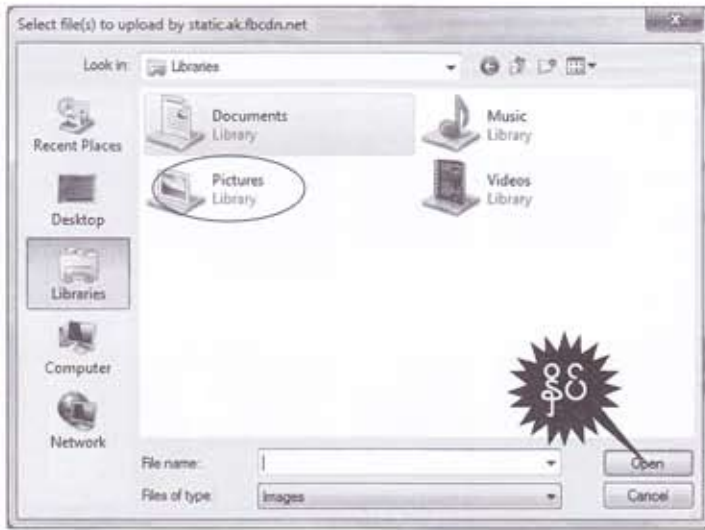 Select file(s) to upload by static.ak.fbcdn.net
Look in: Libraries
Recent Places
Desktop
Libraries
Computer
Network
Documents
Library
Music
Library
Pictures
Library
Videos
Library
နှိပ်
File name:
Open
Files of type: Images
Cancel